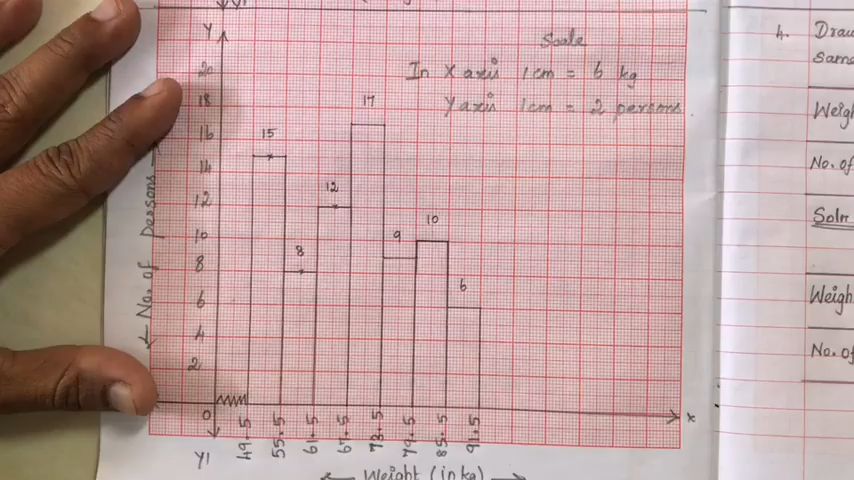 Y
Scale
In X axis 1cm = 6 kg
Y axis 1cm = 2 persons
20
18
16
14
12
10
8
6
4
2
0
No. of persons
15
8
12
17
9
10
6
49.5
55.5
61.5
67.5
73.5
79.5
85.5
91.5
x
Y1
Weight (in kg)
4. Draw
Same
Weigh
No. of
Soln
Weigh
No. of